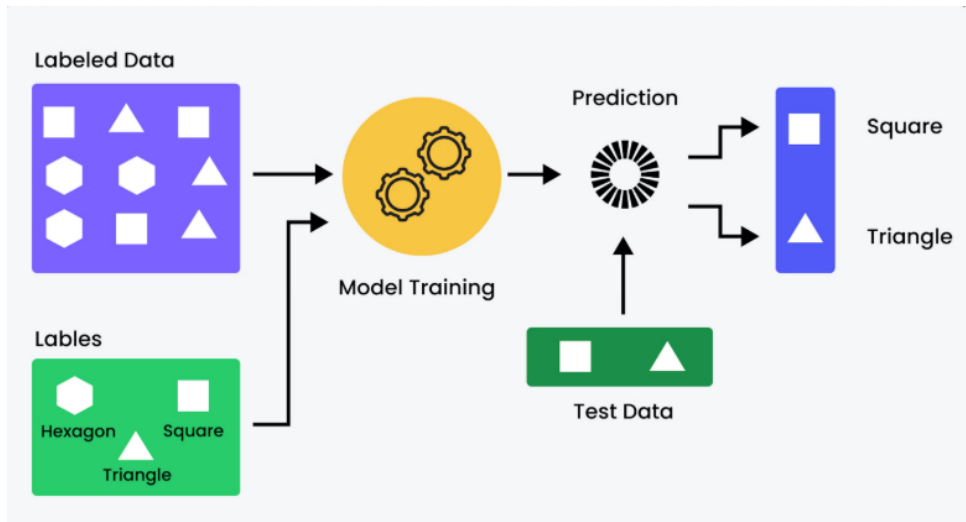 Labeled Data
Prediction
Square
Triangle
Model Training
Lables
Hexagon
Square
Triangle
Test Data